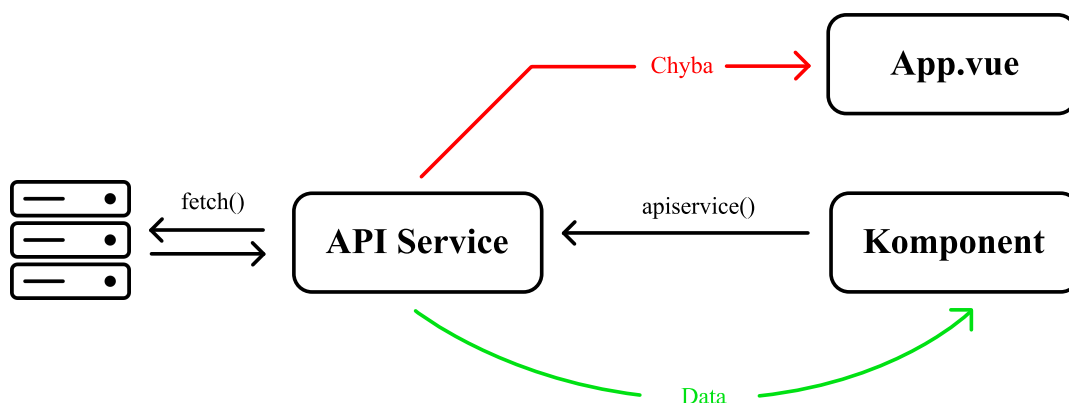 Chyba
App.vue
fetch()
apiservice()
API Service
Komponent
Data